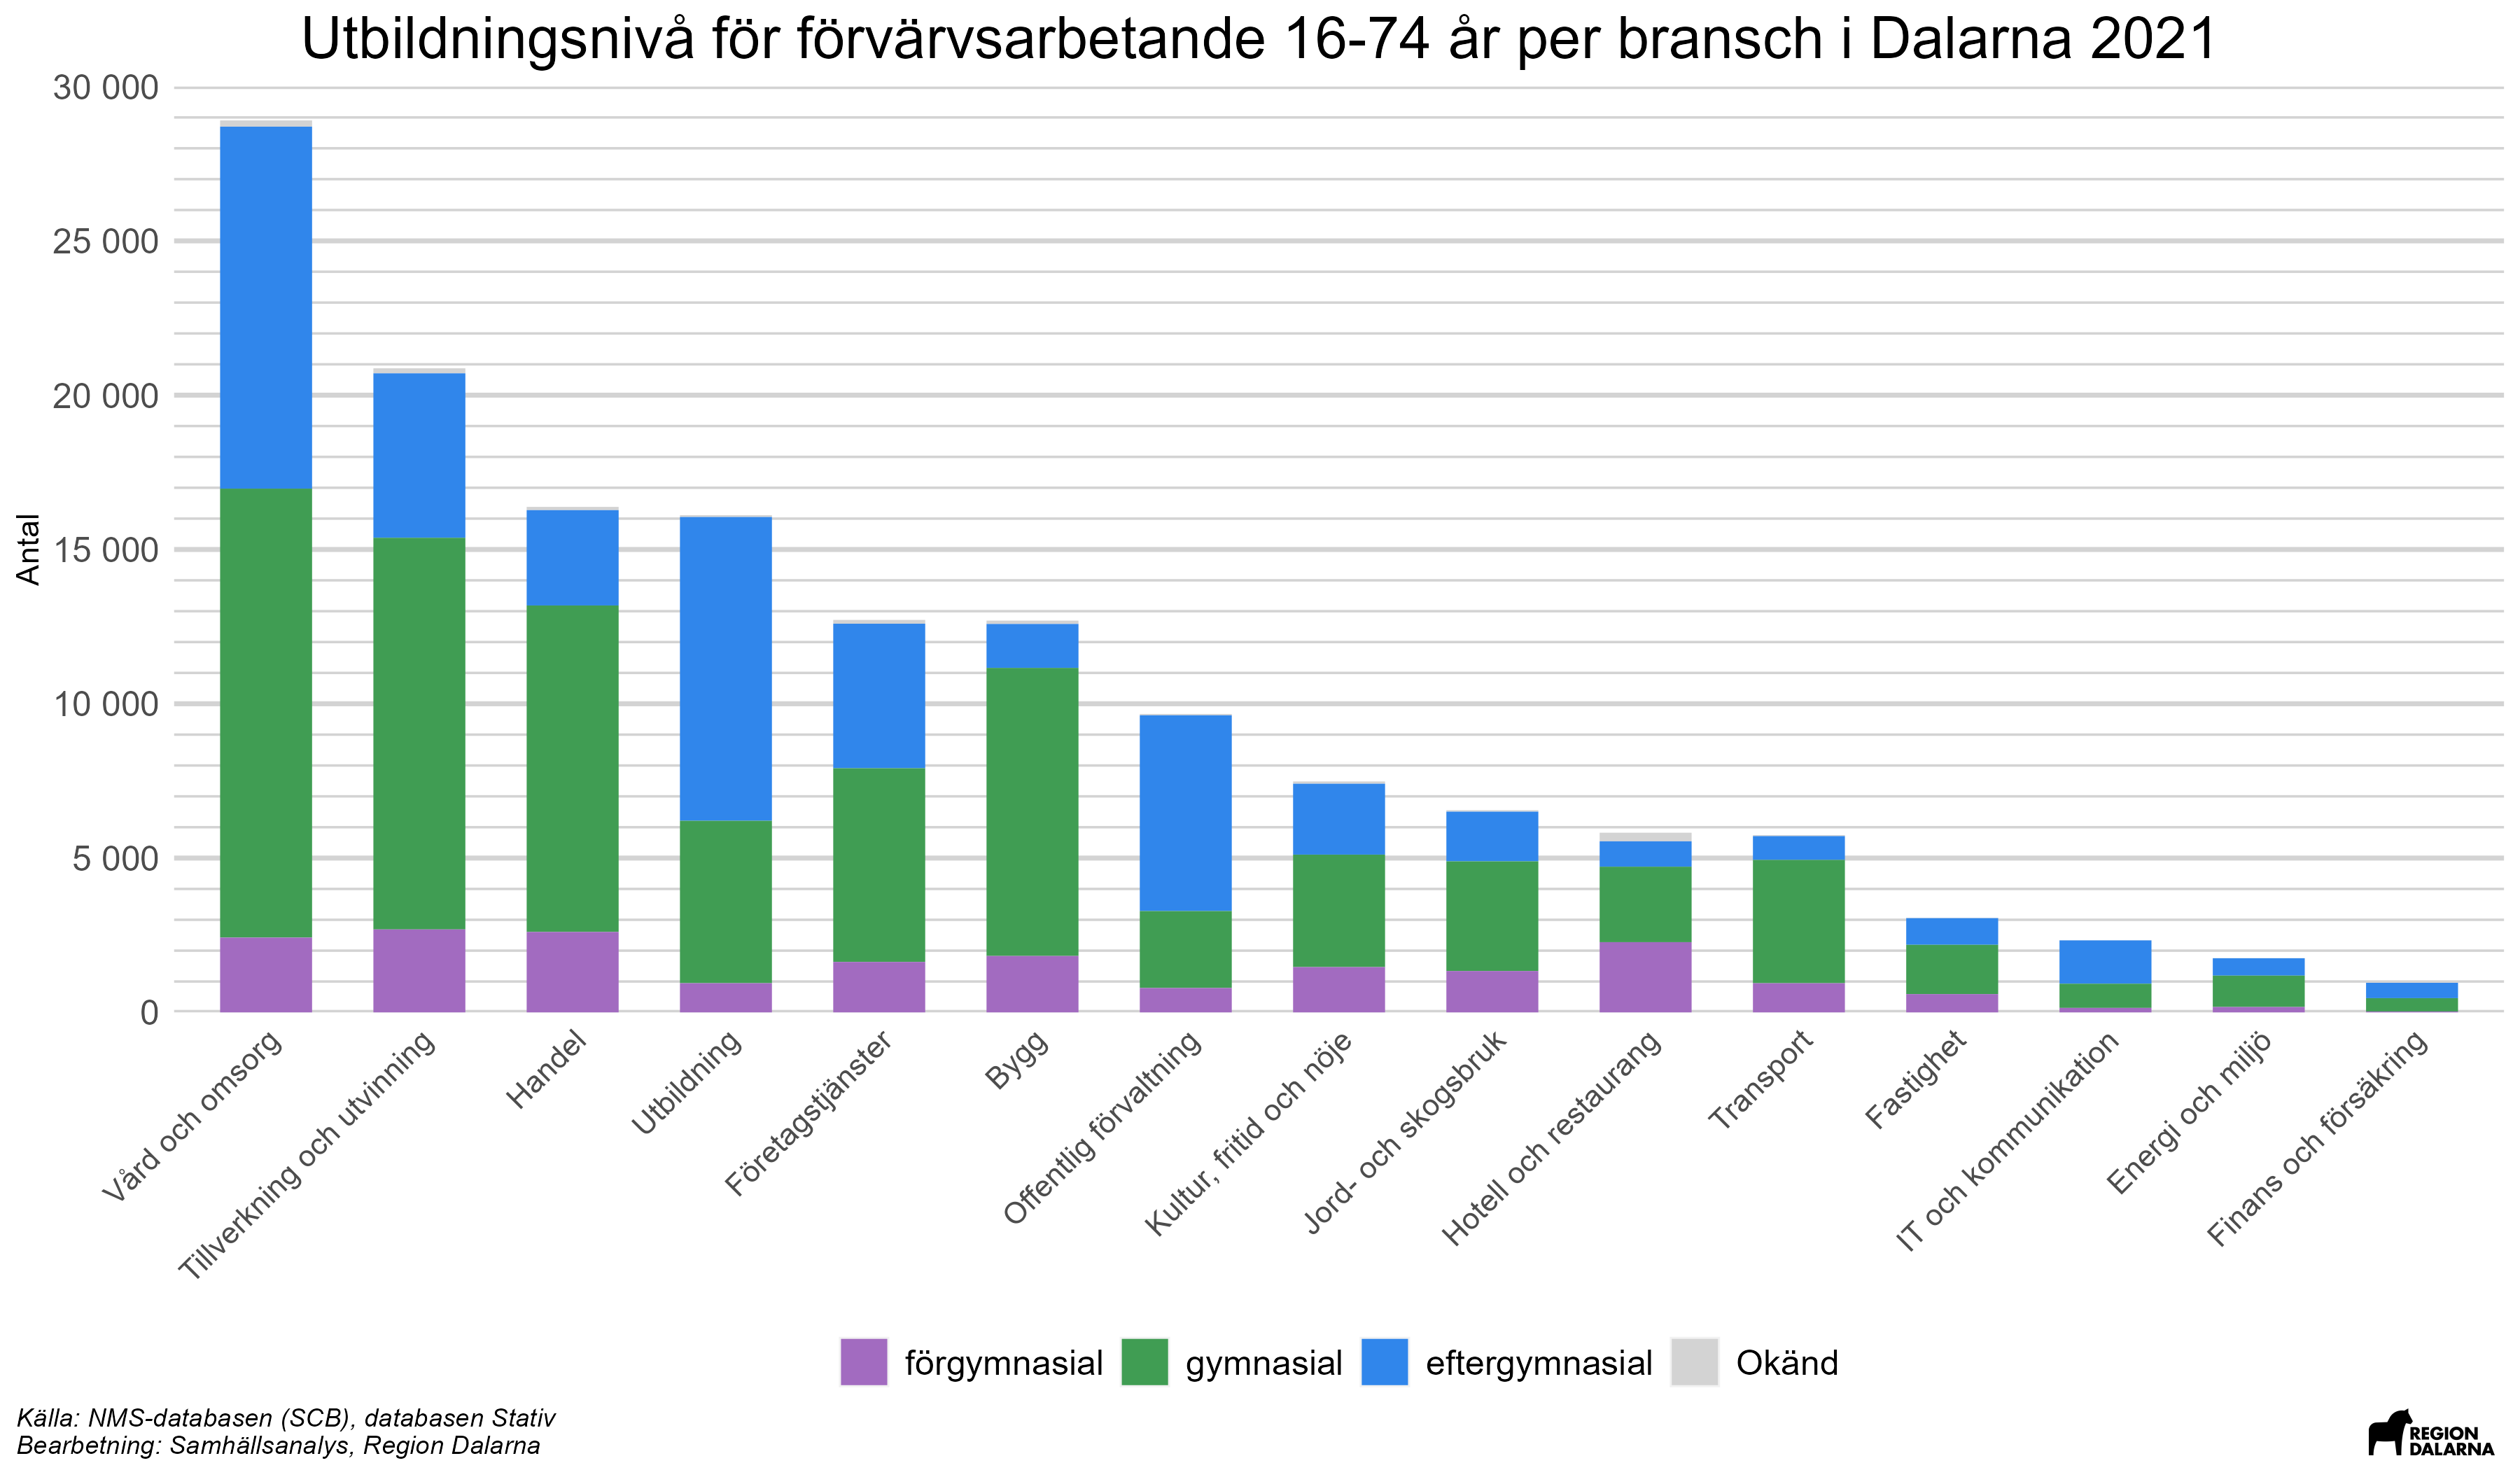 Utbildningsnivå för förvärvsarbetande 16-74 år per bransch i Dalarna 2021
30 000
25 000
20 000
15 000
10 000
5 000
0
Antal
Vård och omsorg
Tillverkning och utvinning
Handel
Utbildning
Företagstjänster
Bygg
Offentlig förvaltning
Kultur, fritid och nöje
Jord- och skogsbruk
Hotell och restaurang
Transport
Fastighet
IT och kommunikation
Energi och miljö
Finans och försäkring
förgymnasial
gymnasial
eftergymnasial
Okänd
Källa: NMS-databasen (SCB), databasen Stativ
Bearbetning: Samhällsanalys, Region Dalarna
REGION
DALARNA